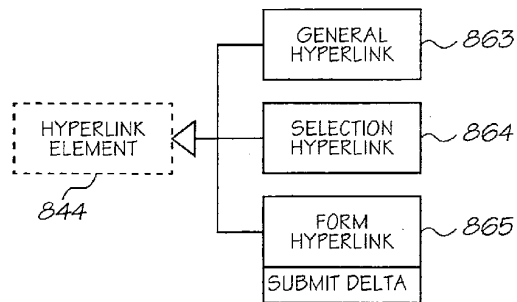 GENERAL
HYPERLINK
863
HYPERLINK
ELEMENT
844
SELECTION
HYPERLINK
864
FORM
HYPERLINK
865
SUBMIT DELTA